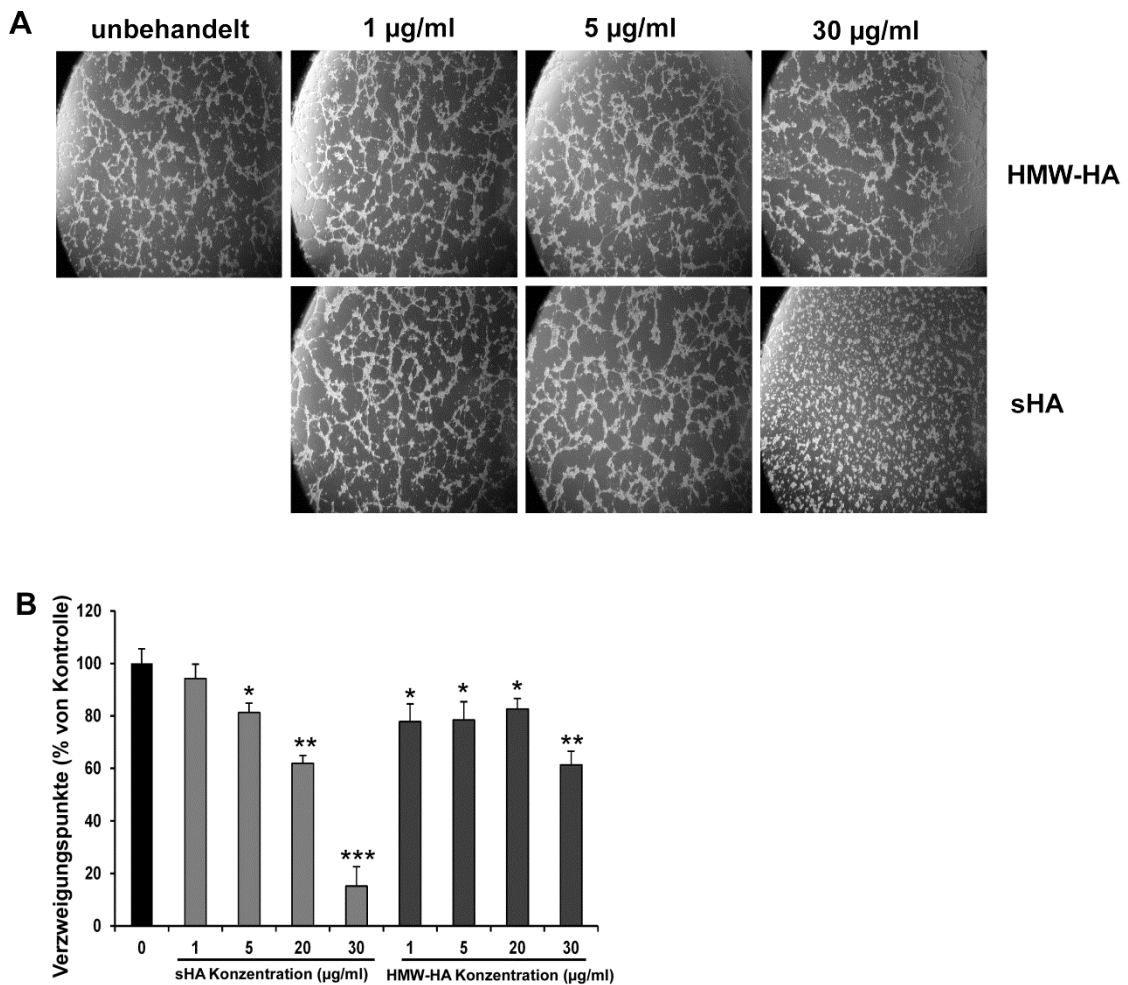 A
unbehandelt 1 µg/ml 5 µg/ml 30 µg/ml
HMW-HA
sHA
B
Verzweigungspunkte (% von Kontrolle)
120
100
80
60
40
20
0
* ** *** * * * **
0 1 5 20 30 1 5 20 30
sHA Konzentration (µg/ml) HMW-HA Konzentration (µg/ml)